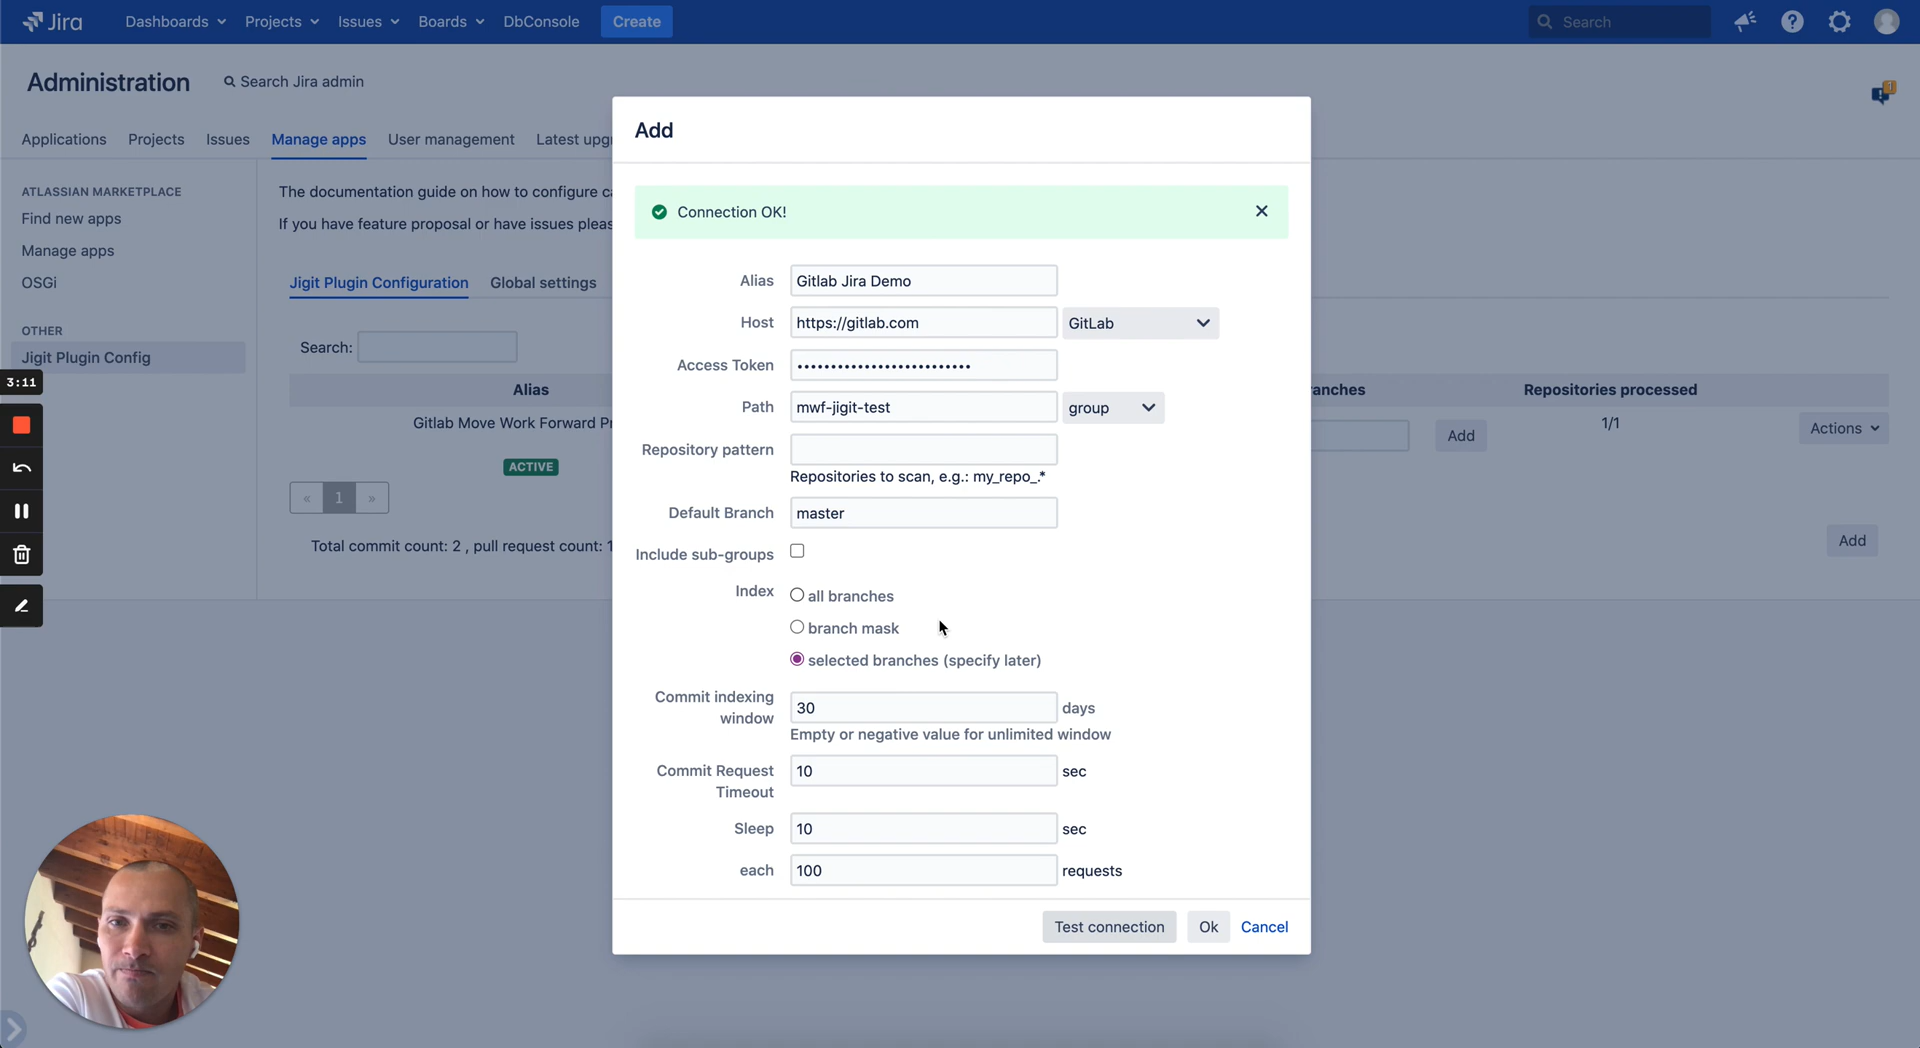 Jira
Dashboards
Projects
Issues
Boards
DbConsole
Create
Search
Administration
Search Jira admin
Applications
Projects
Issues
Manage apps
User management
Latest
ATLASSIAN MARKETPLACE
Find new apps
Manage apps
OSGi
OTHER
Jigit Plugin Config
3:11
The documentation guide on how to configure
If you have feature proposal or have issues
Jigit Plugin Configuration
Global settings
Search:
Alias
Repositories processed
Gitlab Move Work Forward
ACTIVE
Add
1/1
Actions
« 1 »
Total commit count: 2 , pull request count:
Add
Add
Connection OK!
Alias
Gitlab Jira Demo
Host
https://gitlab.com
GitLab
Access Token
Path
mwf-jigit-test
group
Repository pattern
Repositories to scan, e.g.: my_repo_.*
Default Branch
master
Include sub-groups
Index
all branches
branch mask
selected branches (specify later)
Commit indexing
window
30
days
Empty or negative value for unlimited window
Commit Request
Timeout
10
sec
Sleep
10
sec
each
100
requests
Test connection
Ok
Cancel